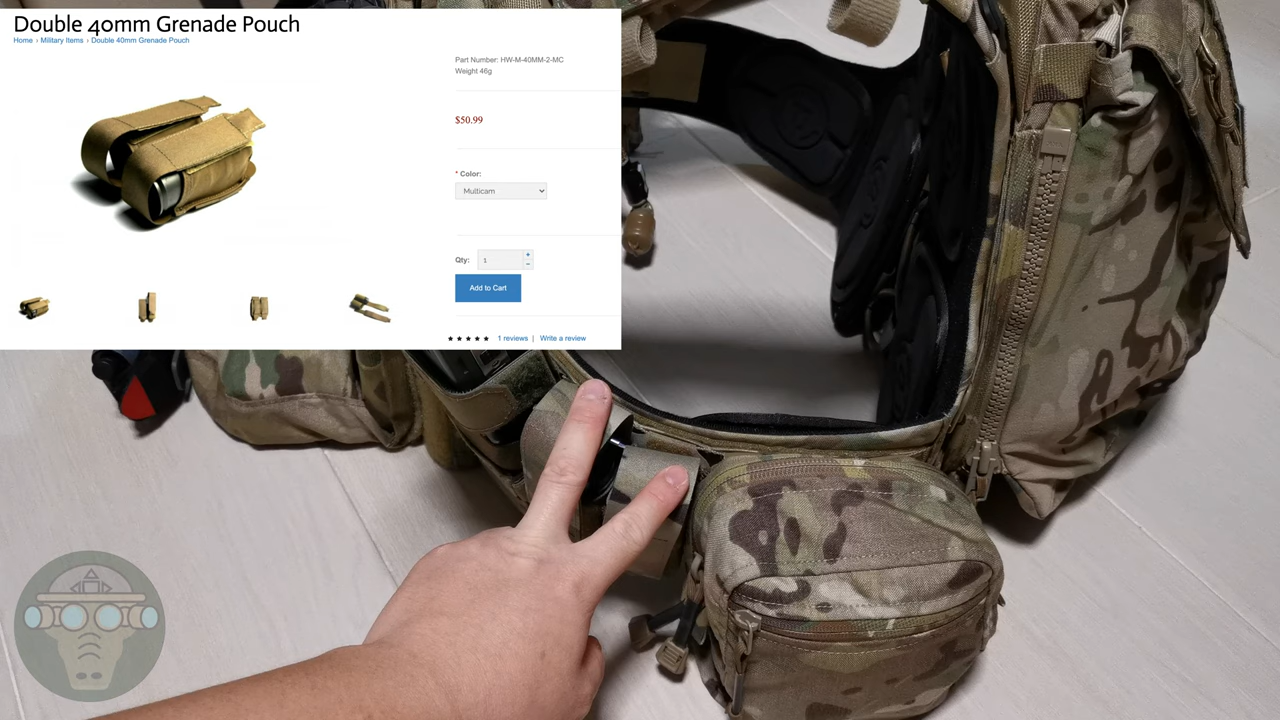 Double 40mm Grenade Pouch
Home › Military Items › Double 40mm Grenade Pouch
Part Number: HW-M-40MM-2-MC
Weight 46g
$50.99
* Color:
Multicam
Qty:
1
+
−
Add to Cart
1 reviews | Write a review